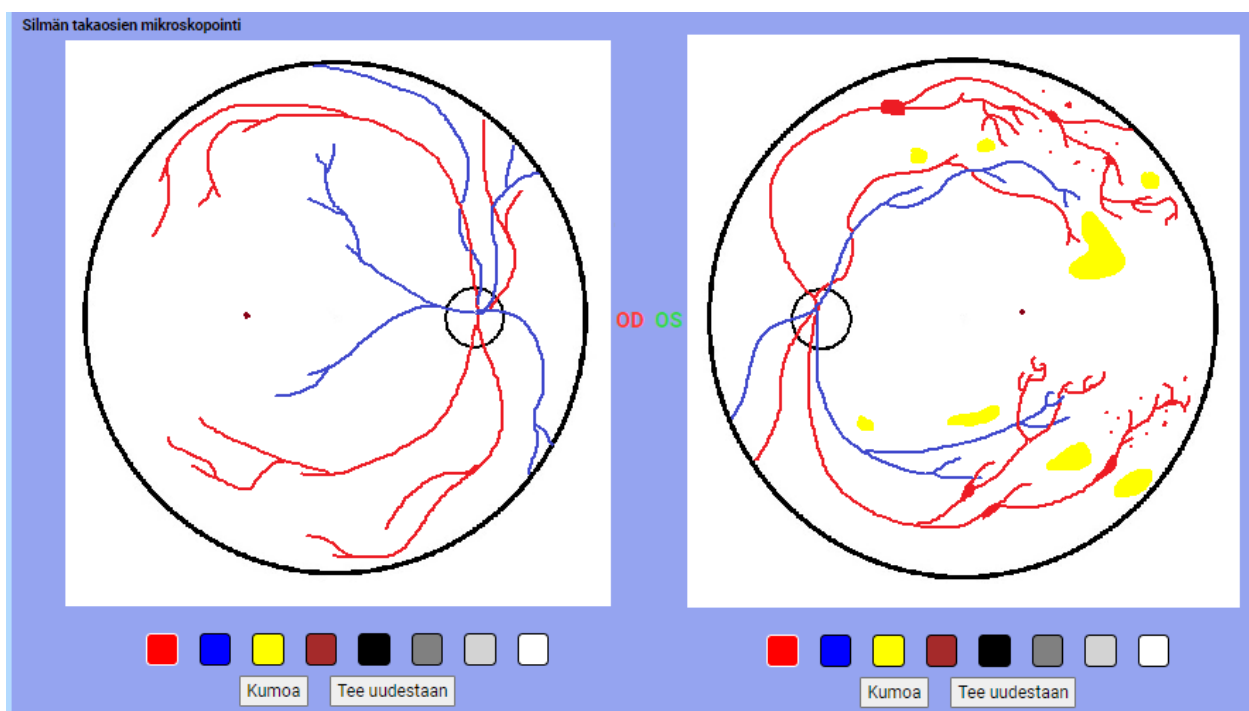 Silmän takaosien mikroskopointi
OD OS
Kumoa Tee uudestaan
Kumoa Tee uudestaan